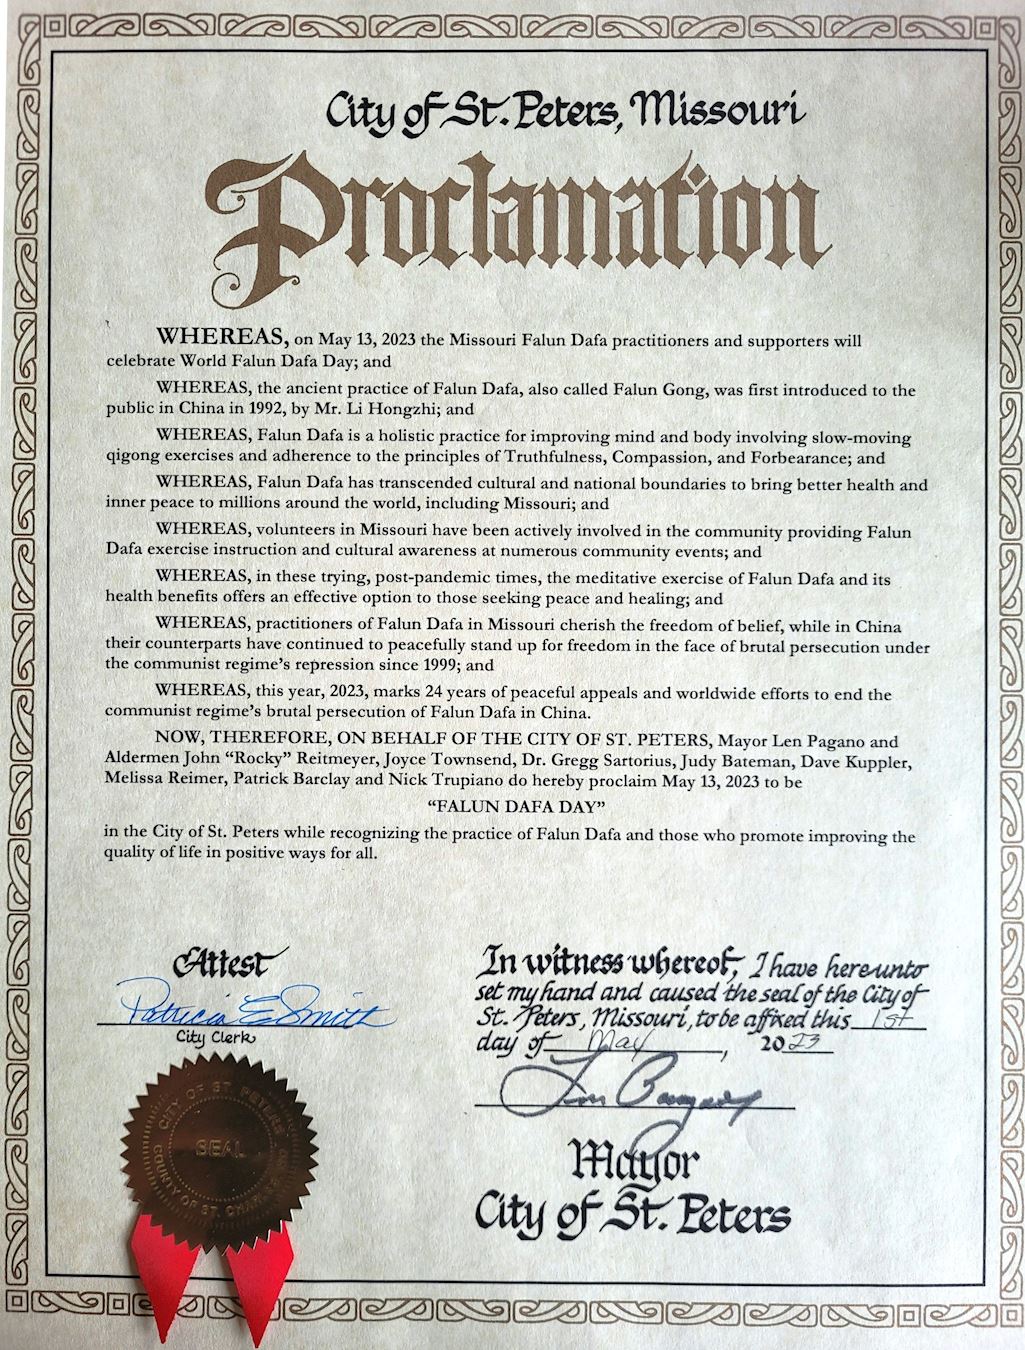 City of St. Peters, Missouri
Proclamation
WHEREAS, on May 13, 2023 the Missouri Falun Dafa practitioners and supporters will
celebrate World Falun Dafa Day; and
WHEREAS, the ancient practice of Falun Dafa, also called Falun Gong, was first introduced to the
public in China in 1992, by Mr. Li Hongzhi; and
WHEREAS, Falun Dafa is a holistic practice for improving mind and body involving slow-moving
qigong exercises and adherence to the principles of Truthfulness, Compassion, and Forbearance; and
WHEREAS, Falun Dafa has transcended cultural and national boundaries to bring better health and
inner peace to millions around the world, including Missouri; and
WHEREAS, volunteers in Missouri have been actively involved in the community providing Falun
Dafa exercise instruction and cultural awareness at numerous community events; and
WHEREAS, in these trying, post-pandemic times, the meditative exercise of Falun Dafa and its
health benefits offers an effective option to those seeking peace and healing; and
WHEREAS, practitioners of Falun Dafa in Missouri cherish the freedom of belief, while in China
their counterparts have continued to peacefully stand up for freedom in the face of brutal persecution under
the communist regime's repression since 1999; and
WHEREAS, this year, 2023, marks 24 years of peaceful appeals and worldwide efforts to end the
communist regime's brutal persecution of Falun Dafa in China.
NOW, THEREFORE, ON BEHALF OF THE CITY OF ST. PETERS, Mayor Len Pagano and
Aldermen John “Rocky” Reitmeyer, Joyce Townsend, Dr. Gregg Sartorius, Judy Bateman, Dave Kuppler,
Melissa Reimer, Patrick Barclay and Nick Trupiano do hereby proclaim May 13, 2023 to be
“FALUN DAFA DAY”
in the City of St. Peters while recognizing the practice of Falun Dafa and those who promote improving the
quality of life in positive ways for all.
Attest
Patricia E Smith
City Clerk
CITY OF ST. PETERS
SEAL
COUNTY OF ST. CHARLES
In witness whereof, I have hereunto
set my hand and caused the seal of the City of
St. Peters, Missouri, to be affixed this 1st
day of May, 2023
Mayor
City of St. Peters